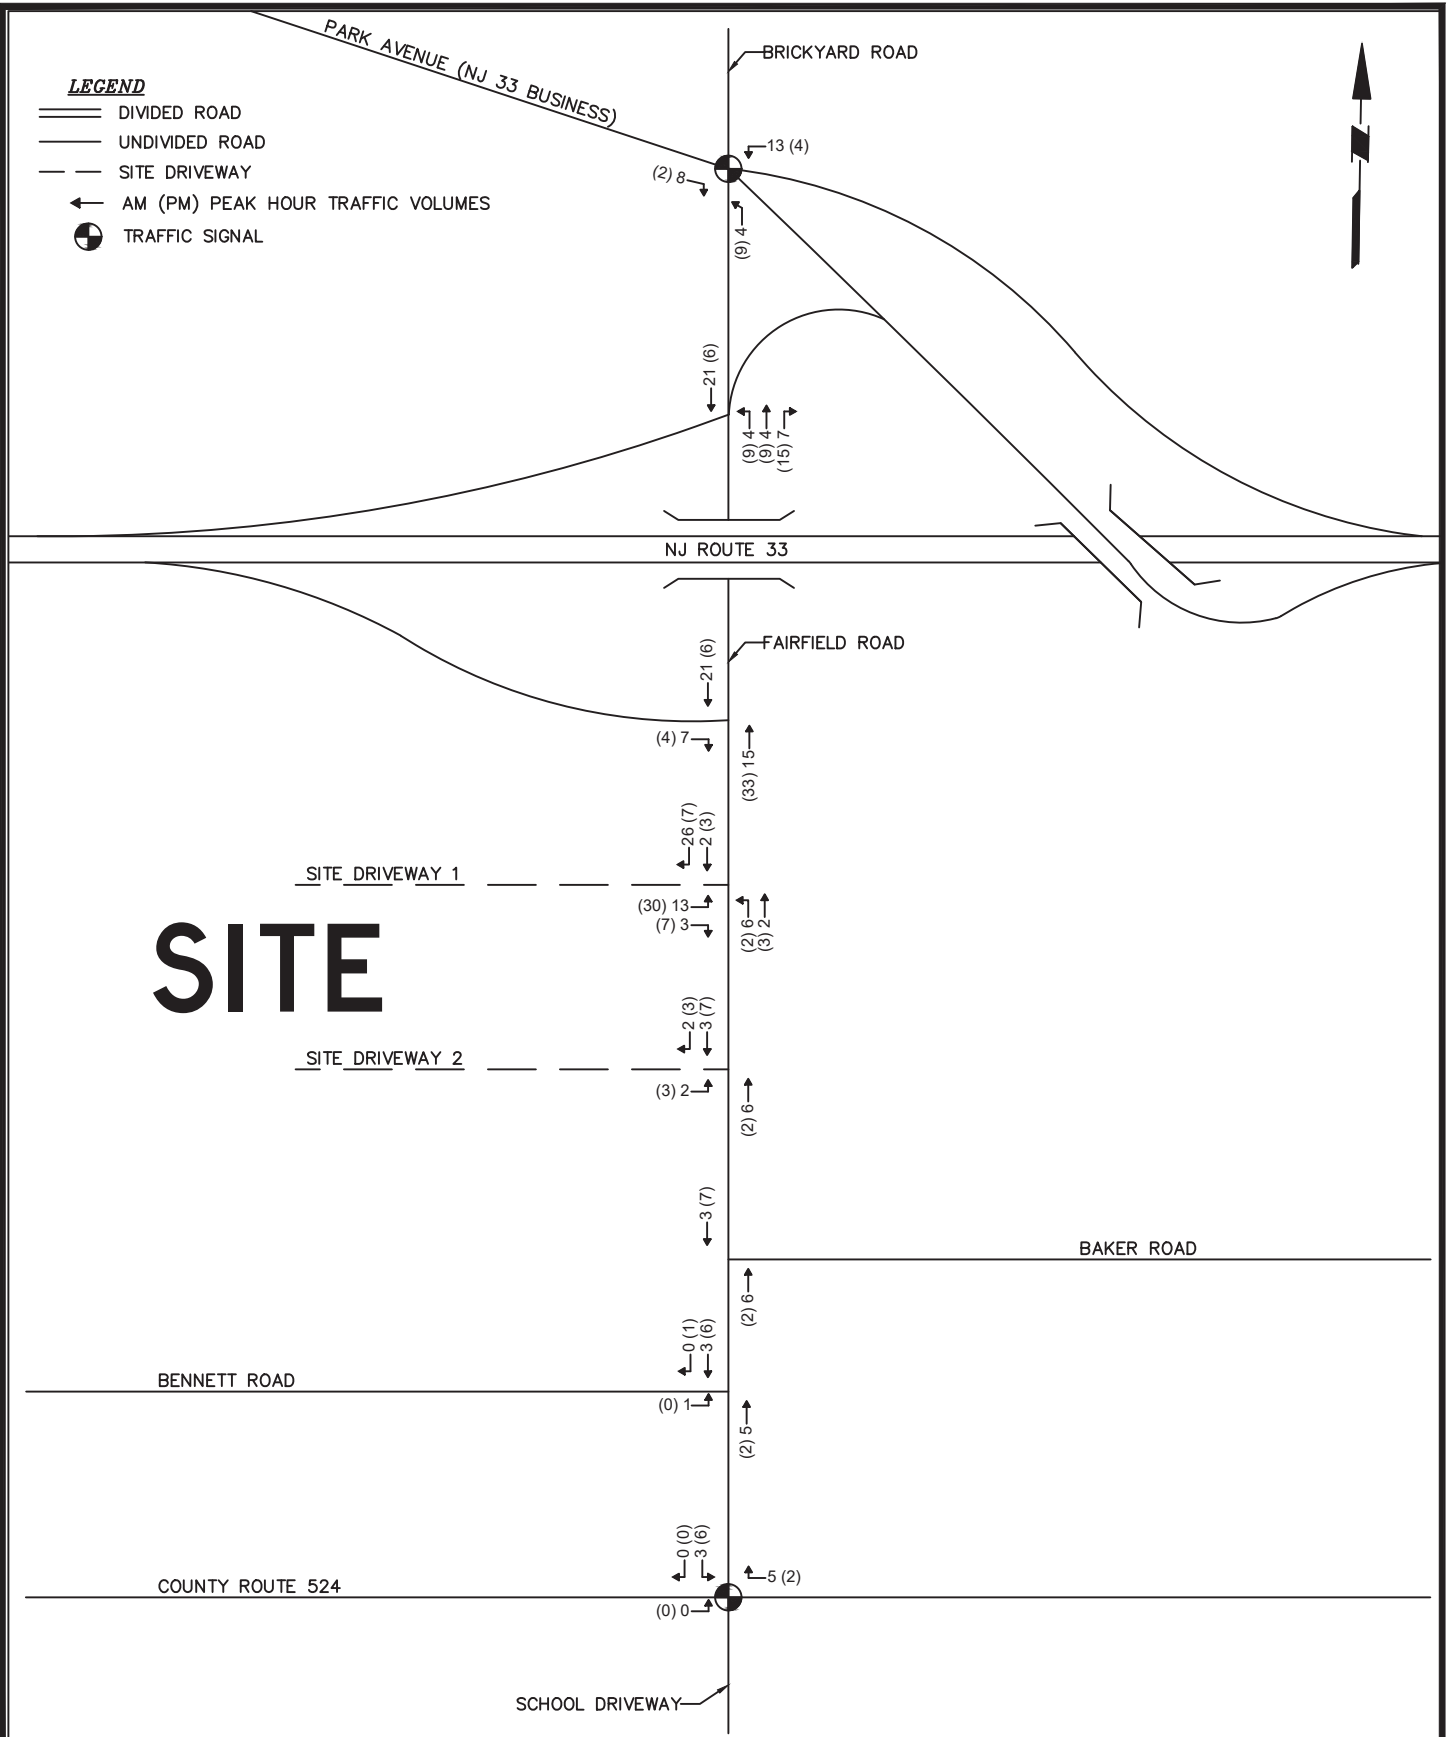 PARK AVENUE (NJ 33 BUSINESS)
BRICKYARD ROAD
LEGEND
DIVIDED ROAD
UNDIVIDED ROAD
SITE DRIVEWAY
AM (PM) PEAK HOUR TRAFFIC VOLUMES
TRAFFIC SIGNAL
13 (4)
(2) 8
(9) 4
21 (6)
(9) 4
(9) 4
(15) 7
NJ ROUTE 33
FAIRFIELD ROAD
21 (6)
(4) 7
(33) 15
26 (7)
2 (3)
SITE DRIVEWAY 1
(30) 13
(7) 3
(2) 6
(3) 2
SITE
2 (3)
3 (7)
SITE DRIVEWAY 2
(3) 2
(2) 6
3 (7)
BAKER ROAD
(2) 6
0 (1)
3 (6)
BENNETT ROAD
(0) 1
(2) 5
0 (0)
3 (6)
COUNTY ROUTE 524
5 (2)
(0) 0
SCHOOL DRIVEWAY